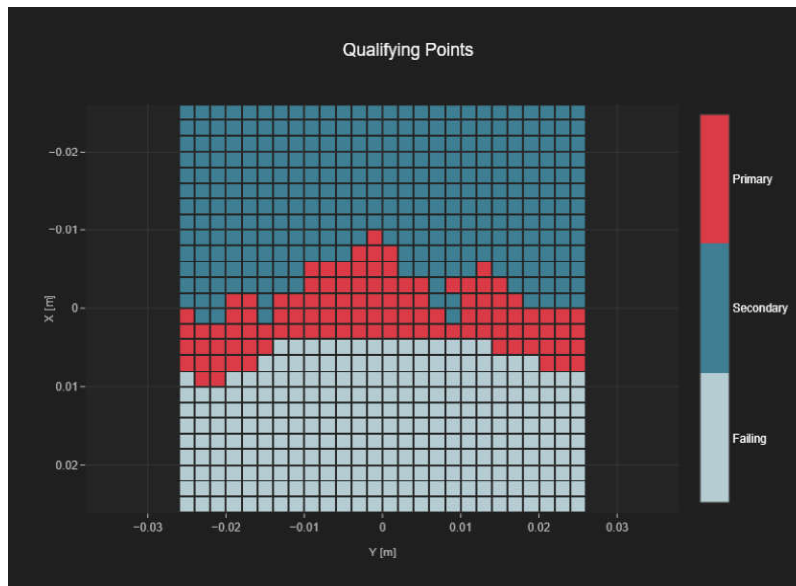 Qualifying Points
Primary
Secondary
Failing
X [m]
−0.02
−0.01
0
0.01
0.02
−0.03
−0.02
−0.01
0
0.01
0.02
0.03
Y [m]